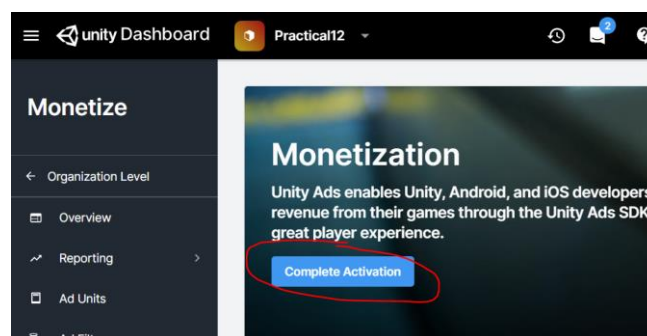 unity Dashboard
Practical12
2
Monetize
Organization Level
Overview
Reporting
Ad Units
Monetization
Unity Ads enables Unity, Android, and iOS developers
revenue from their games through the Unity Ads SDK
great player experience.
Complete Activation